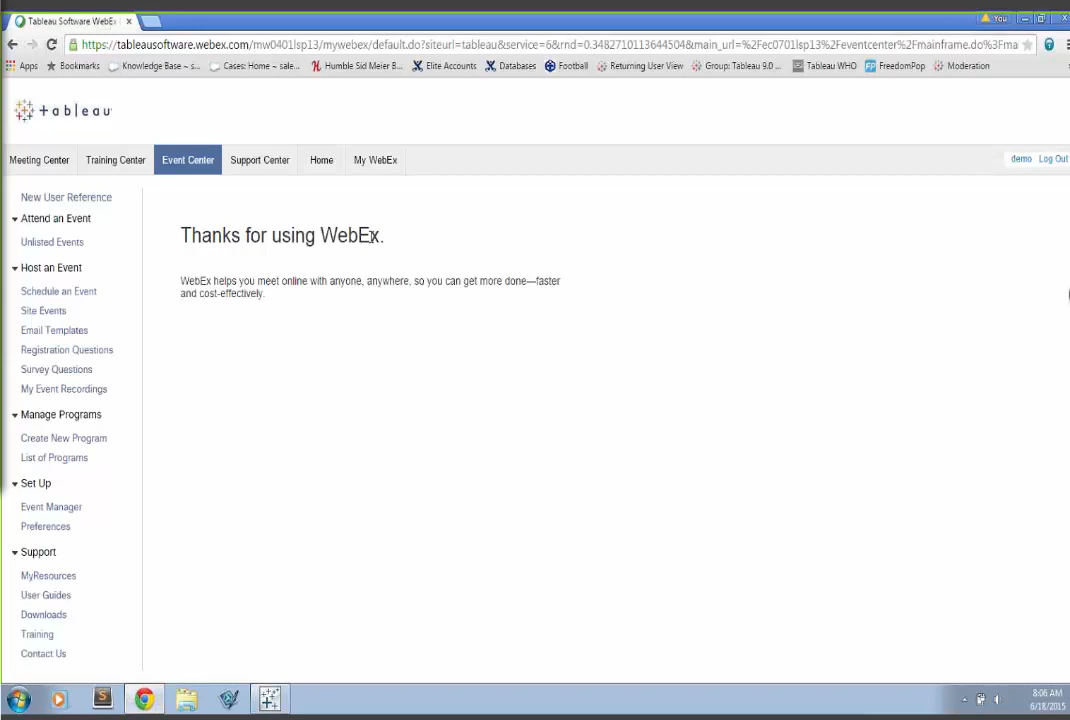 Tableau Software WebEx
You
https://tableausoftware.webex.com/mw0401lsp13/mywebex/default.do?siteurl=tableau&service=6&rnd=0.3482710113644504&main_url=%2Fec0701lsp13%2Feventcenter%2Fmainframe.do%3Fma
Apps Bookmarks Knowledge Base ~ s... Cases: Home ~ sale... Humble Sid Meier B... Elite Accounts Databases Football Returning User View Group: Tableau 9.0 ... Tableau WHO FreedomPop Moderation
+ a b l e a u
Meeting Center Training Center Event Center Support Center Home My WebEx demo Log Out
New User Reference
Attend an Event
Unlisted Events
Host an Event
Schedule an Event
Site Events
Email Templates
Registration Questions
Survey Questions
My Event Recordings
Manage Programs
Create New Program
List of Programs
Set Up
Event Manager
Preferences
Support
MyResources
User Guides
Downloads
Training
Contact Us
Thanks for using WebEx.
WebEx helps you meet online with anyone, anywhere, so you can get more done—faster
and cost-effectively.
8:06 AM
6/18/2015